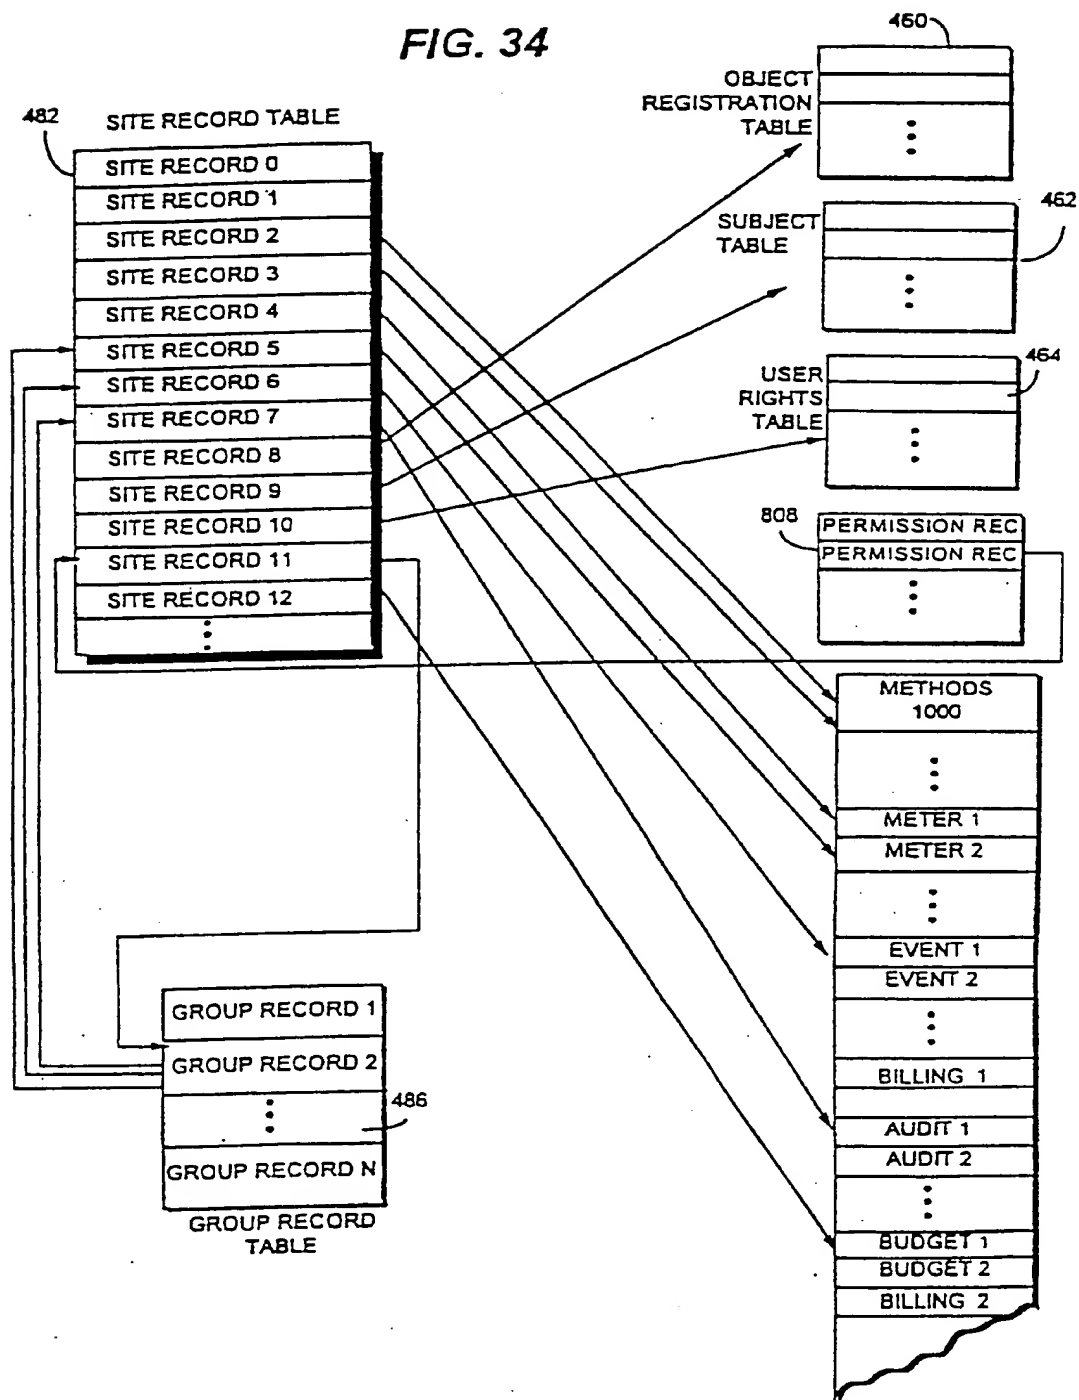 FIG. 34
460
OBJECT
REGISTRATION
TABLE
482
SITE RECORD TABLE
SITE RECORD 0
SITE RECORD 1
SITE RECORD 2
SITE RECORD 3
SITE RECORD 4
SITE RECORD 5
SITE RECORD 6
SITE RECORD 7
SITE RECORD 8
SITE RECORD 9
SITE RECORD 10
SITE RECORD 11
SITE RECORD 12
SUBJECT
TABLE
462
USER
RIGHTS
TABLE
464
808
PERMISSION REC
PERMISSION REC
METHODS
1000
METER 1
METER 2
EVENT 1
EVENT 2
BILLING 1
AUDIT 1
AUDIT 2
BUDGET 1
BUDGET 2
BILLING 2
GROUP RECORD 1
GROUP RECORD 2
486
GROUP RECORD N
GROUP RECORD
TABLE